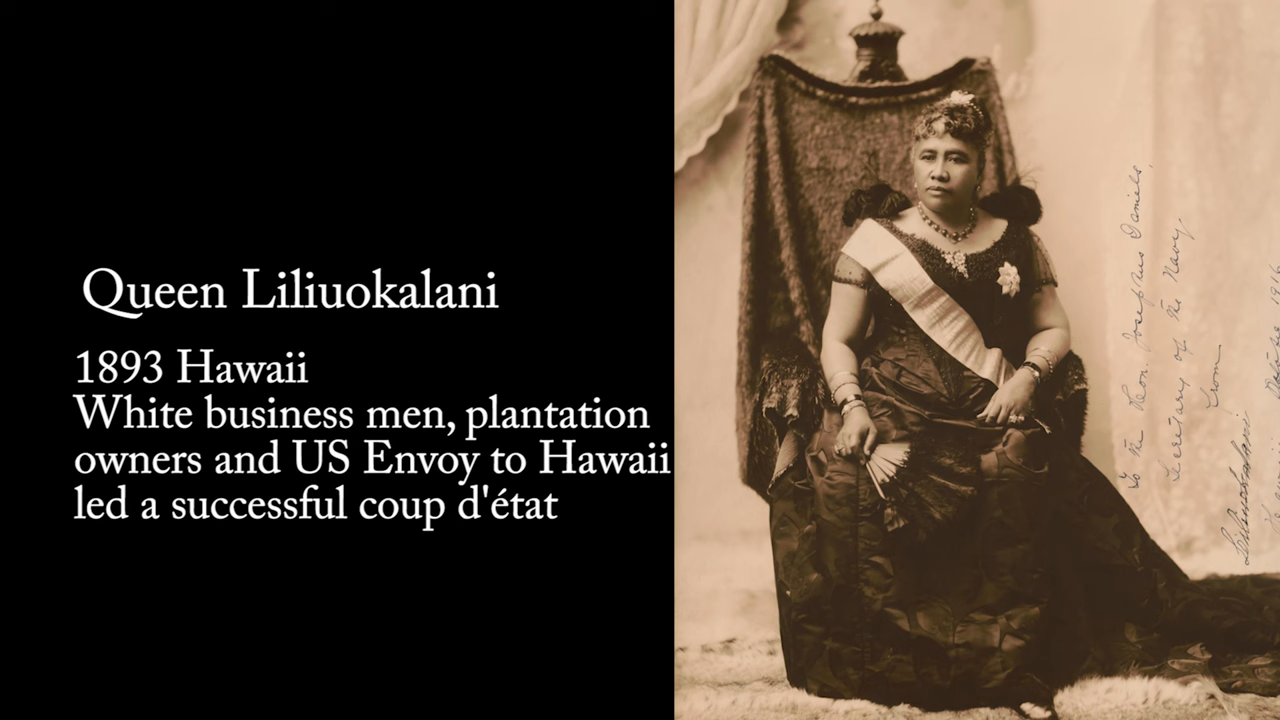 Queen Liliuokalani
1893 Hawaii
White business men, plantation
owners and US Envoy to Hawaii
led a successful coup d'état
To the Hon. Josephus Daniels,
Secretary of the Navy.
from
Liliuokalani
1916